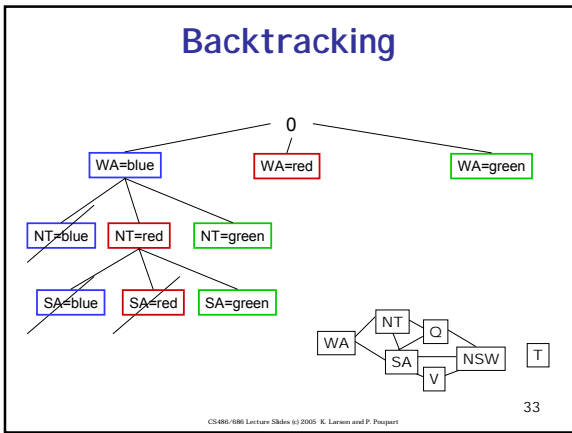 Backtracking
0
WA=blue WA=red WA=green
NT=blue NT=red NT=green
SA=blue SA=red SA=green
NT
Q
WA
SA NSW T
V
33
CS486/686 Lecture Slides (c) 2005 K. Larson and P. Poupart